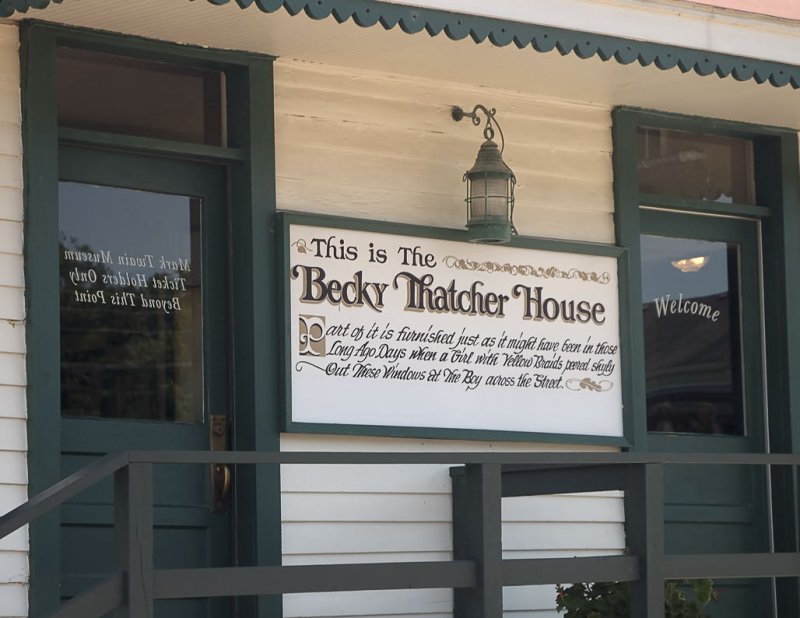 Mark Twain Museum
Ticket Holders Only
Beyond This Point
This is The
Becky Thatcher House
Part of it is furnished just as it might have been in those
Long Ago Days when a Girl with Yellow Braids peered shyly
Out These Windows at The Boy across the Street.
Welcome